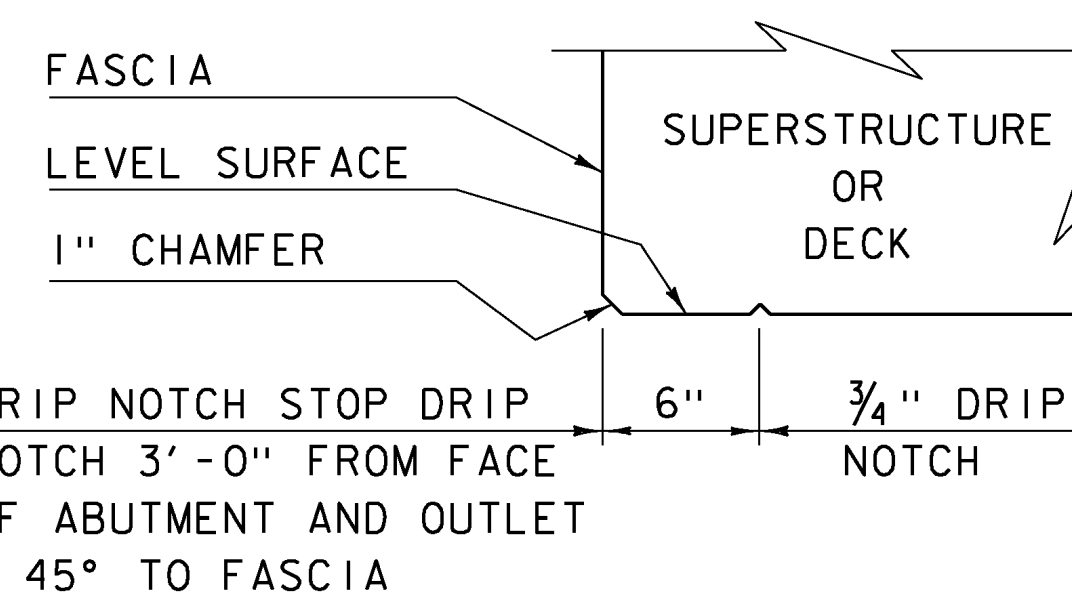 FASCIA
LEVEL SURFACE
1" CHAMFER
SUPERSTRUCTURE
OR
DECK
NOTCH STOP DRIP
3'-0" FROM FACE
ABUTMENT AND OUTLET
45° TO FASCIA
6"
3/4" DRIP
NOTCH